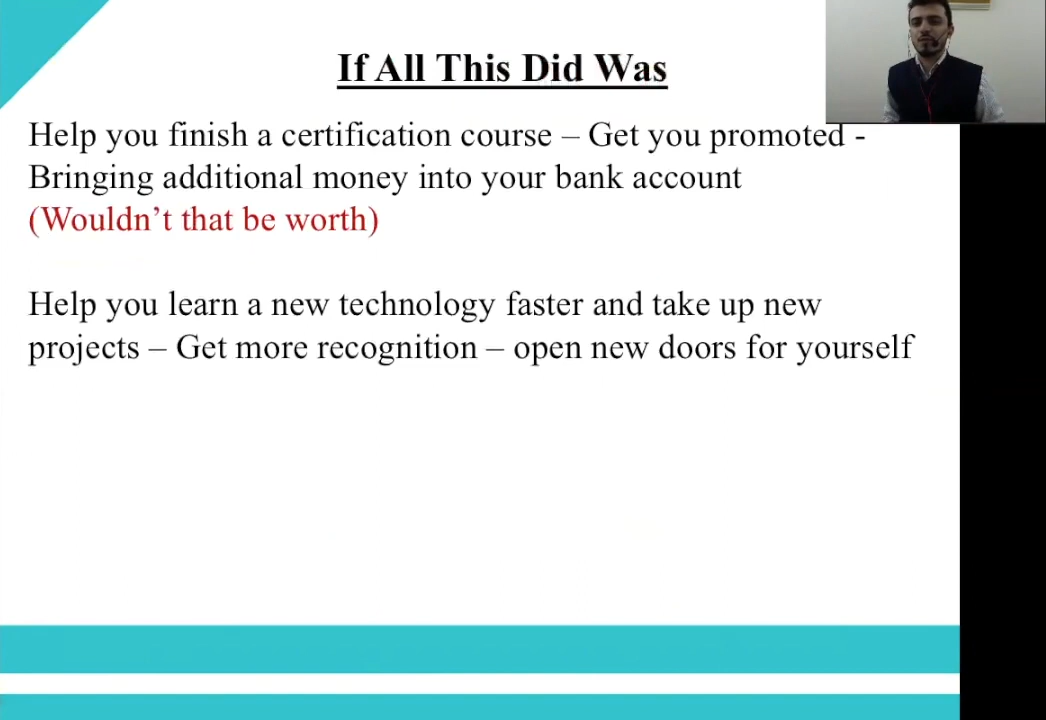 If All This Did Was
Help you finish a certification course – Get you promoted -
Bringing additional money into your bank account
(Wouldn’t that be worth)
Help you learn a new technology faster and take up new
projects – Get more recognition – open new doors for yourself